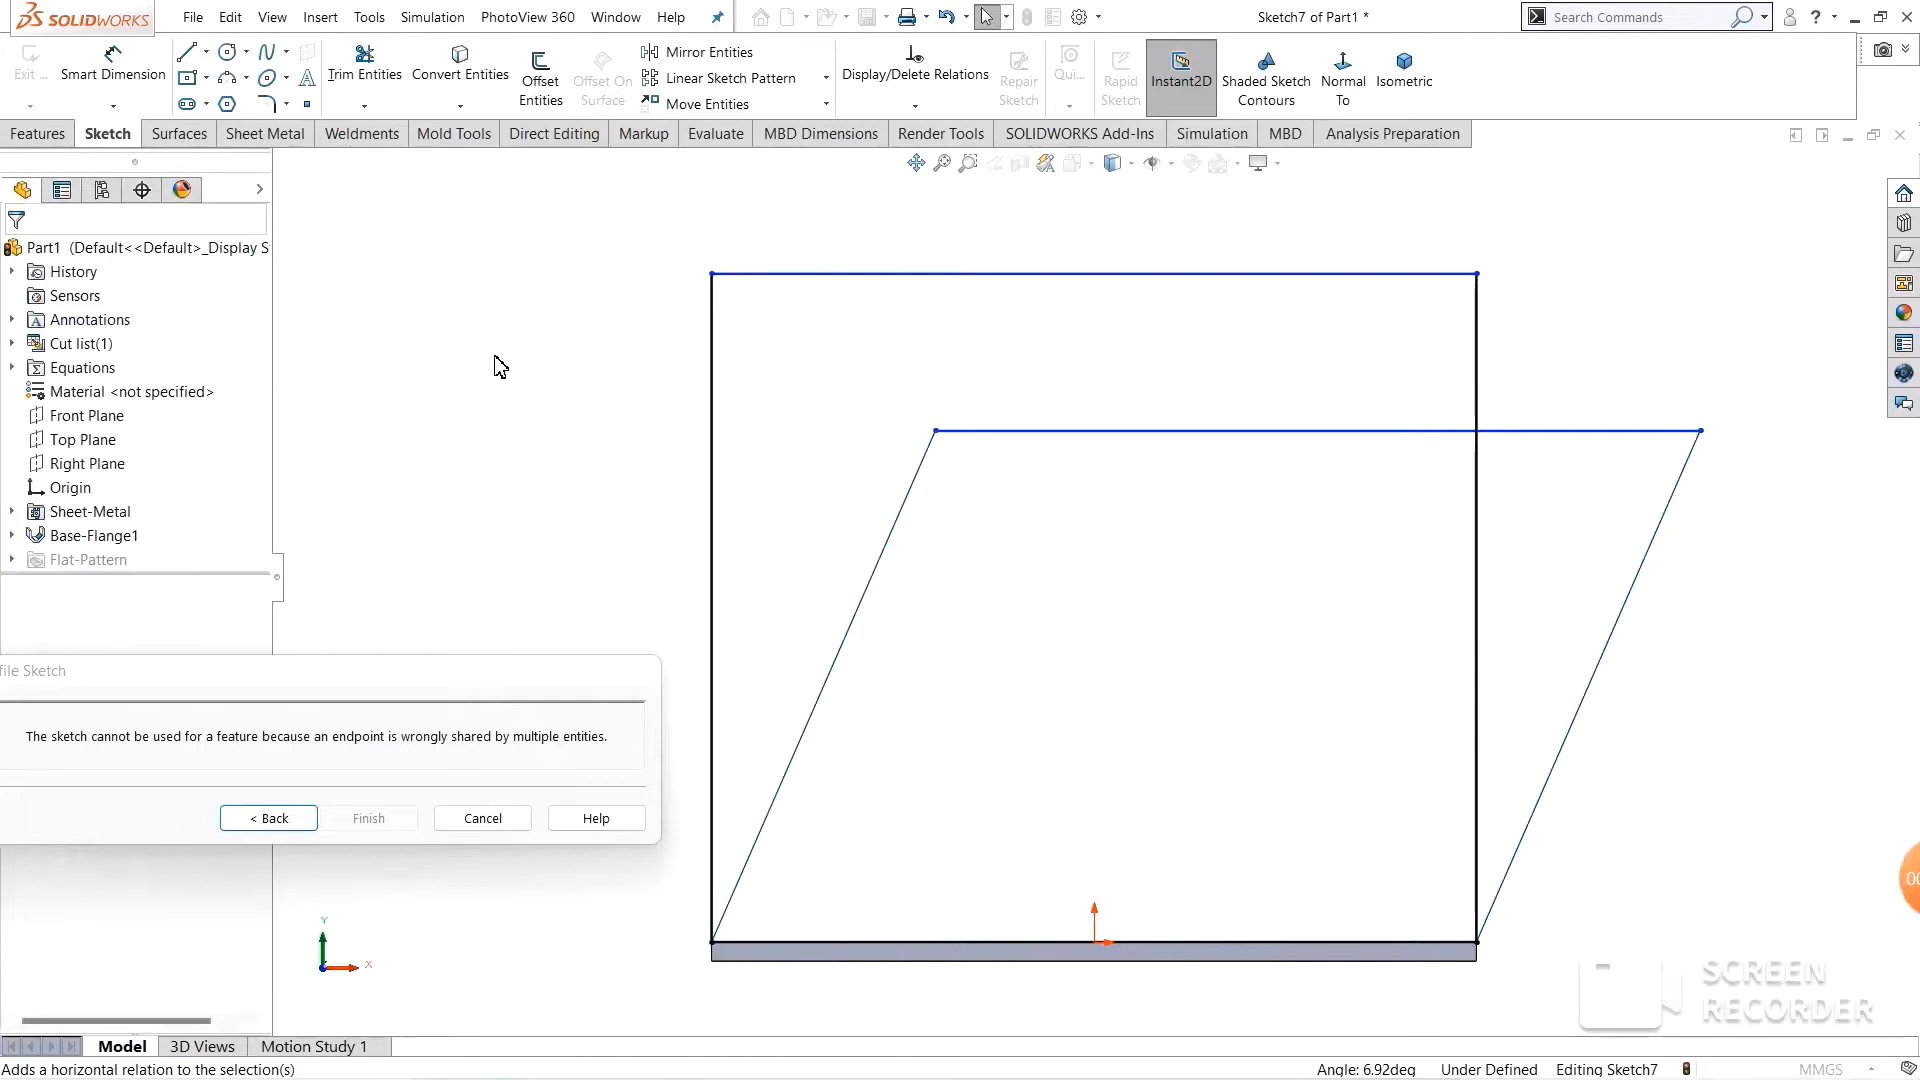 SOLIDWORKS File Edit View Insert Tools Simulation PhotoView 360 Window Help Sketch7 of Part1 * Search Commands
Exit ... Smart Dimension Trim Entities Convert Entities Offset Entities Offset On Surface Mirror Entities Display/Delete Relations Repair Sketch Qui... Rapid Sketch Instant2D Shaded Sketch Contours Normal To Isometric
Linear Sketch Pattern
Move Entities
Features Sketch Surfaces Sheet Metal Weldments Mold Tools Direct Editing Markup Evaluate MBD Dimensions Render Tools SOLIDWORKS Add-Ins Simulation MBD Analysis Preparation
Part1 (Default<<Default>_Display S
History
Sensors
Annotations
Cut list(1)
Equations
Material <not specified>
Front Plane
Top Plane
Right Plane
Origin
Sheet-Metal
Base-Flange1
Flat-Pattern
file Sketch
The sketch cannot be used for a feature because an endpoint is wrongly shared by multiple entities.
< Back Finish Cancel Help
00
Y
X
SCREEN
RECORDER
Model 3D Views Motion Study 1
Adds a horizontal relation to the selection(s) Angle: 6.92deg Under Defined Editing Sketch7 MMGS